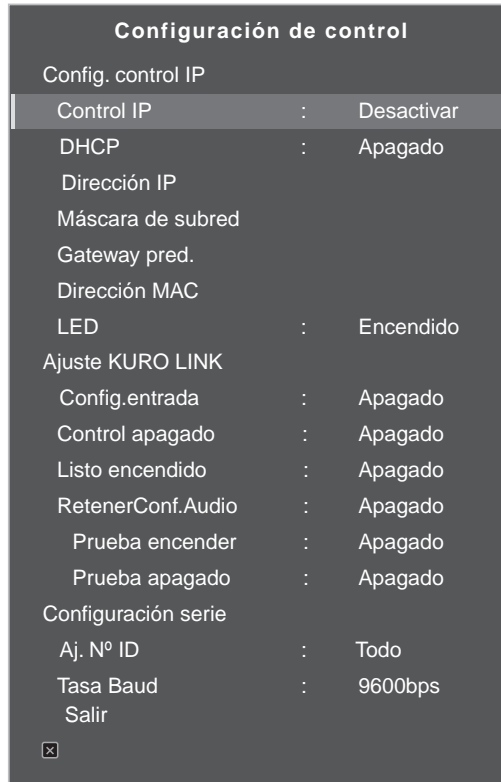 Configuración de control
Config. control IP
Control IP : Desactivar
DHCP : Apagado
Dirección IP
Máscara de subred
Gateway pred.
Dirección MAC
LED : Encendido
Ajuste KURO LINK
Config.entrada : Apagado
Control apagado : Apagado
Listo encendido : Apagado
RetenerConf.Audio : Apagado
Prueba encender : Apagado
Prueba apagado : Apagado
Configuración serie
Aj. Nº ID : Todo
Tasa Baud : 9600bps
Salir